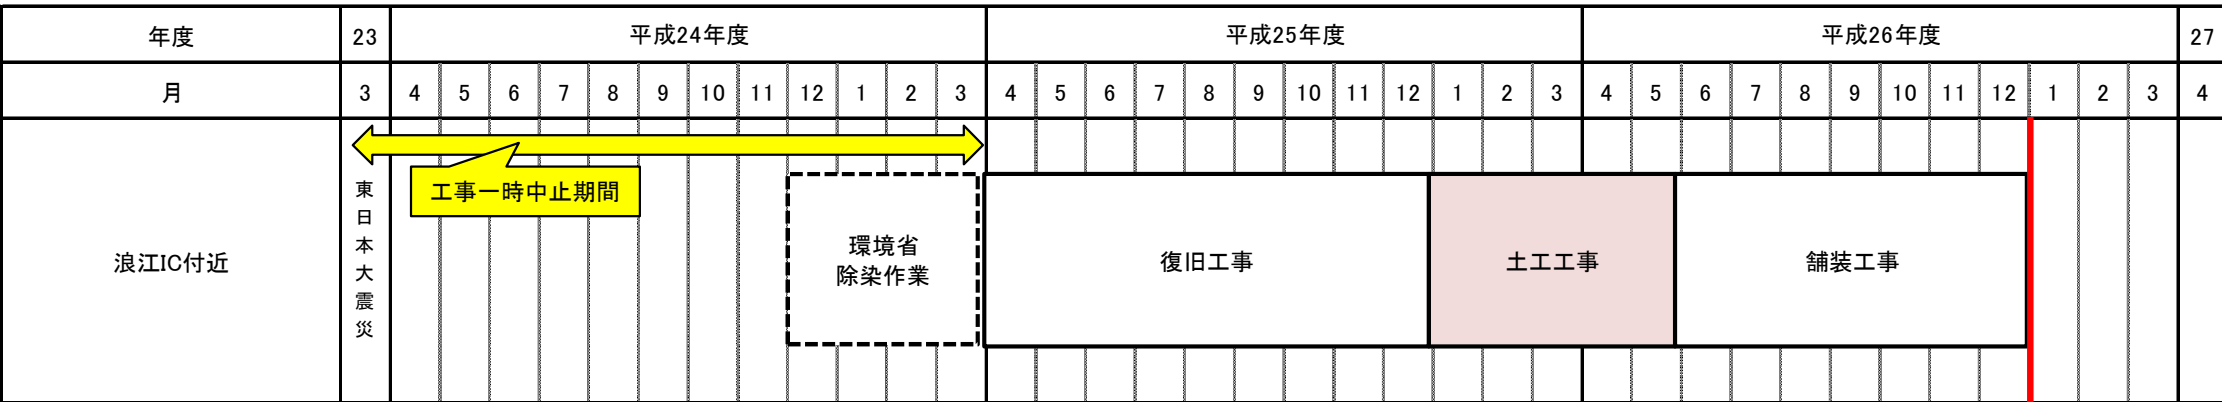 年度 23 平成24年度 平成25年度 平成26年度 27
月 3 4 5 6 7 8 9 10 11 12 1 2 3 4 5 6 7 8 9 10 11 12 1 2 3 4 5 6 7 8 9 10 11 12 1 2 3 4
東日本大震災
工事一時中止期間
浪江IC付近
環境省
除染作業
復旧工事
土工工事
舗装工事